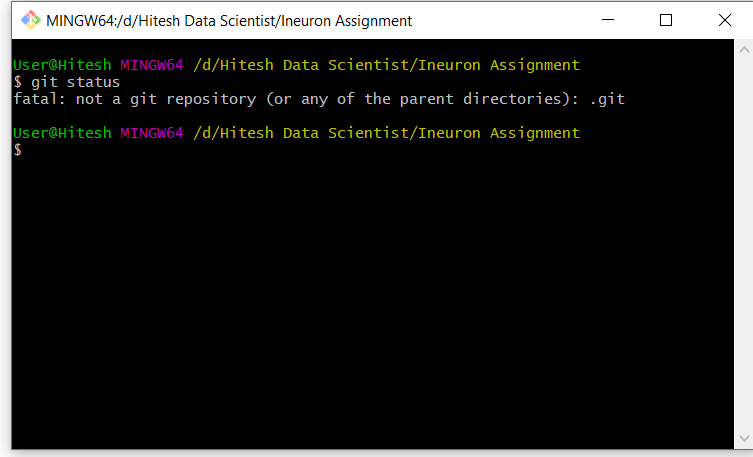 MINGW64:/d/Hitesh Data Scientist/Ineuron Assignment
User@Hitesh MINGW64 /d/Hitesh Data Scientist/Ineuron Assignment
$ git status
fatal: not a git repository (or any of the parent directories): .git
User@Hitesh MINGW64 /d/Hitesh Data Scientist/Ineuron Assignment
$